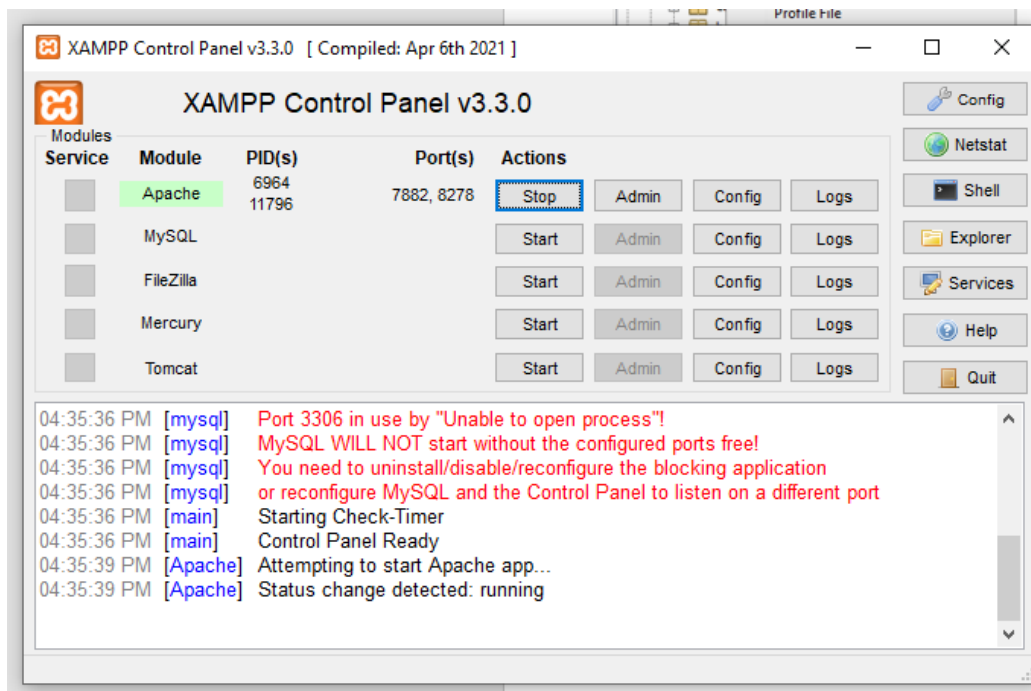 Profile File
XAMPP Control Panel v3.3.0 [ Compiled: Apr 6th 2021 ]
XAMPP Control Panel v3.3.0
Config
Modules
Service Module PID(s) Port(s) Actions
Netstat
Apache 6964 11796 7882, 8278 Stop Admin Config Logs
Shell
MySQL Start Admin Config Logs
Explorer
FileZilla Start Admin Config Logs
Services
Mercury Start Admin Config Logs
Help
Tomcat Start Admin Config Logs
Quit
04:35:36 PM [mysql] Port 3306 in use by "Unable to open process"!
04:35:36 PM [mysql] MySQL WILL NOT start without the configured ports free!
04:35:36 PM [mysql] You need to uninstall/disable/reconfigure the blocking application
04:35:36 PM [mysql] or reconfigure MySQL and the Control Panel to listen on a different port
04:35:36 PM [main] Starting Check-Timer
04:35:36 PM [main] Control Panel Ready
04:35:39 PM [Apache] Attempting to start Apache app...
04:35:39 PM [Apache] Status change detected: running